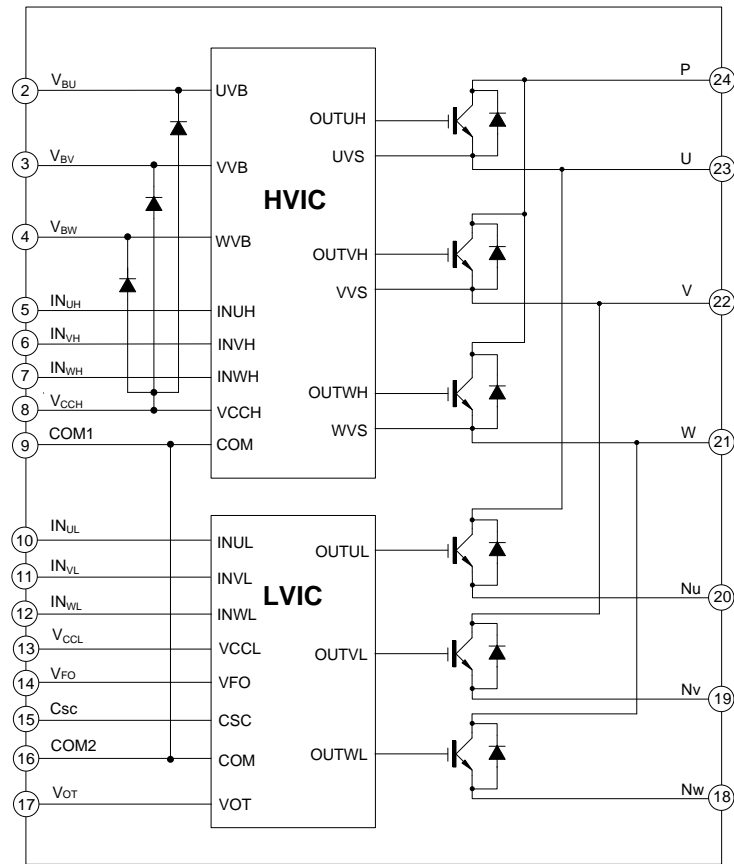 2 V_BU UVB
3 V_BV VVB
4 V_BW WVB
5 IN_UH INUH
6 IN_VH INVH
7 IN_WH INWH
8 V_CCH VCCH
9 COM1 COM
HVIC
OUTUH
UVS
OUTVH
VVS
OUTWH
WVS
P 24
U 23
V 22
W 21
10 IN_UL INUL
11 IN_VL INVL
12 IN_WL INWL
13 V_CCL VCCL
14 V_FO VFO
15 Csc CSC
16 COM2 COM
17 V_OT VOT
LVIC
OUTUL
OUTVL
OUTWL
Nu 20
Nv 19
Nw 18